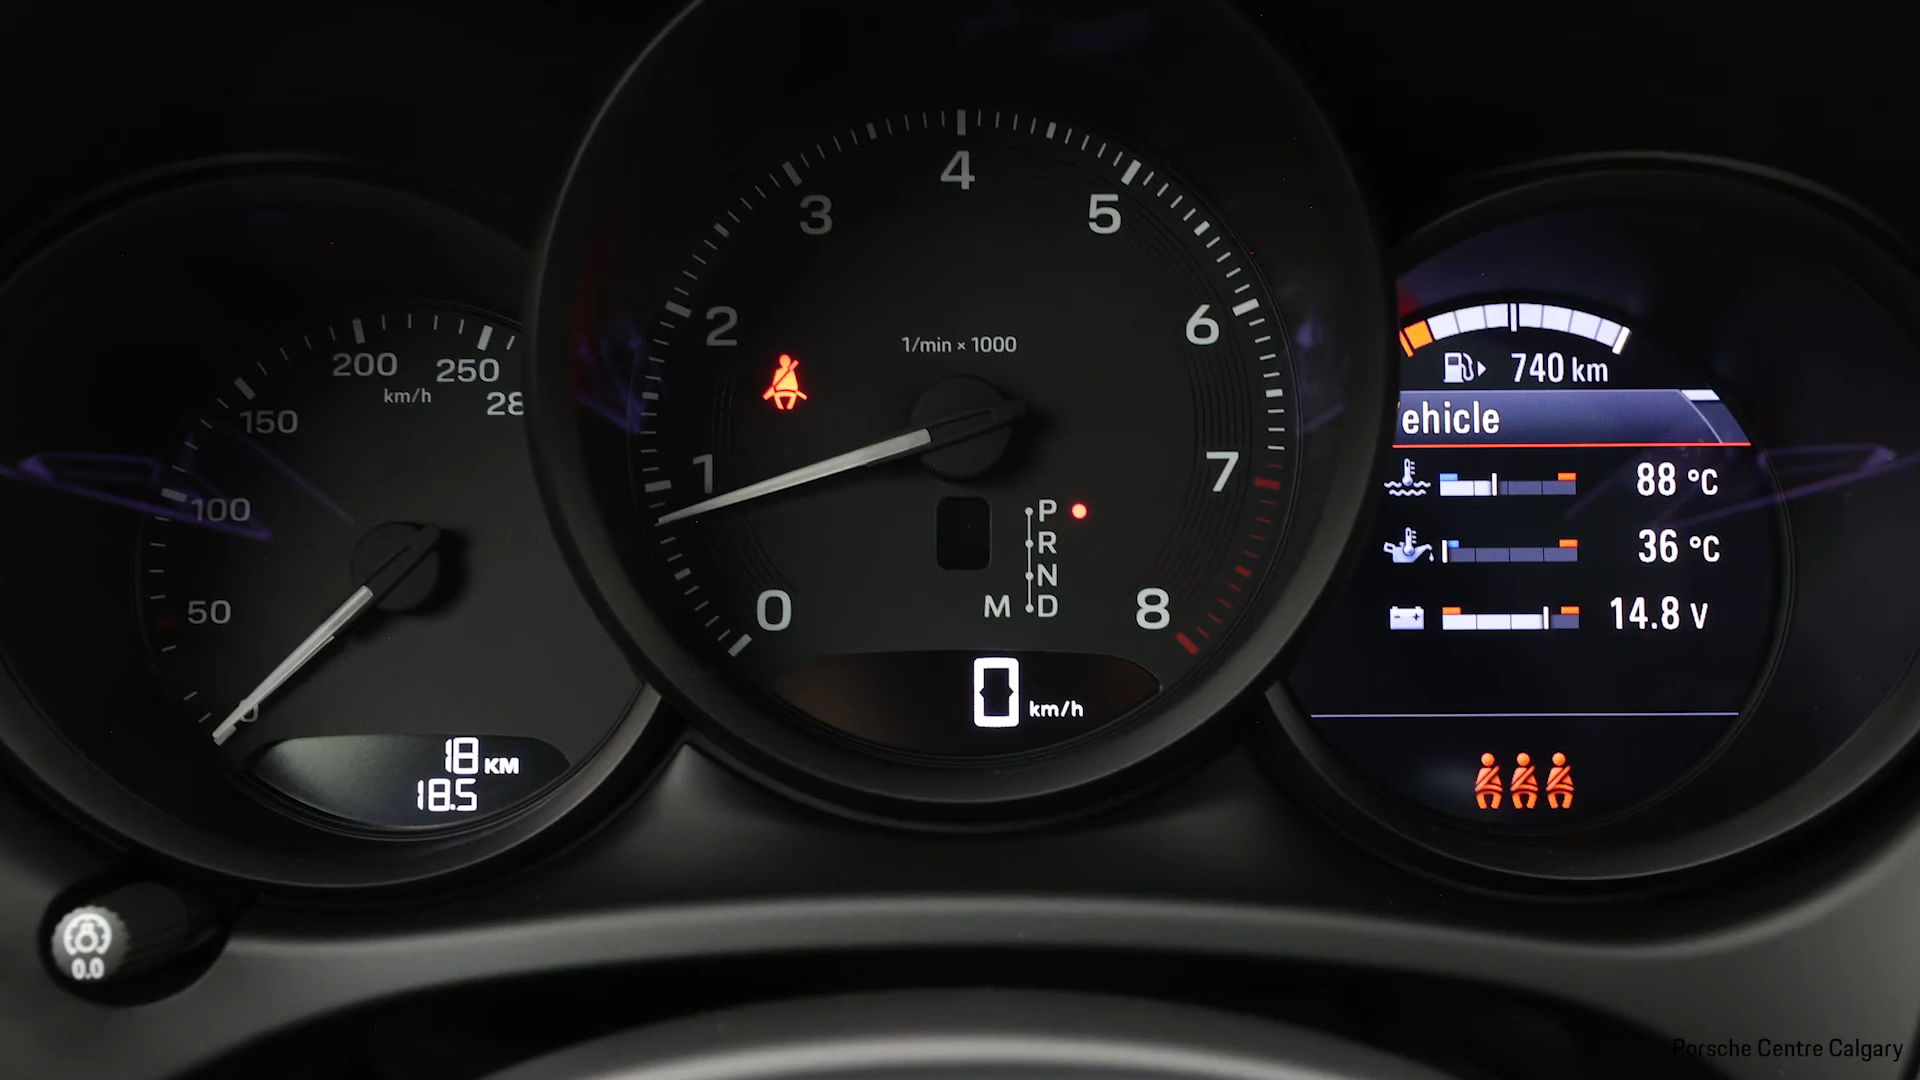 50
100
150
200
250
28
km/h
0
18 KM
18.5
0.0
0
1
2
3
4
5
6
7
8
1/min × 1000
P
R
N
M D
0 km/h
740 km
ehicle
88 °C
36 °C
14.8 V
Porsche Centre Calgary